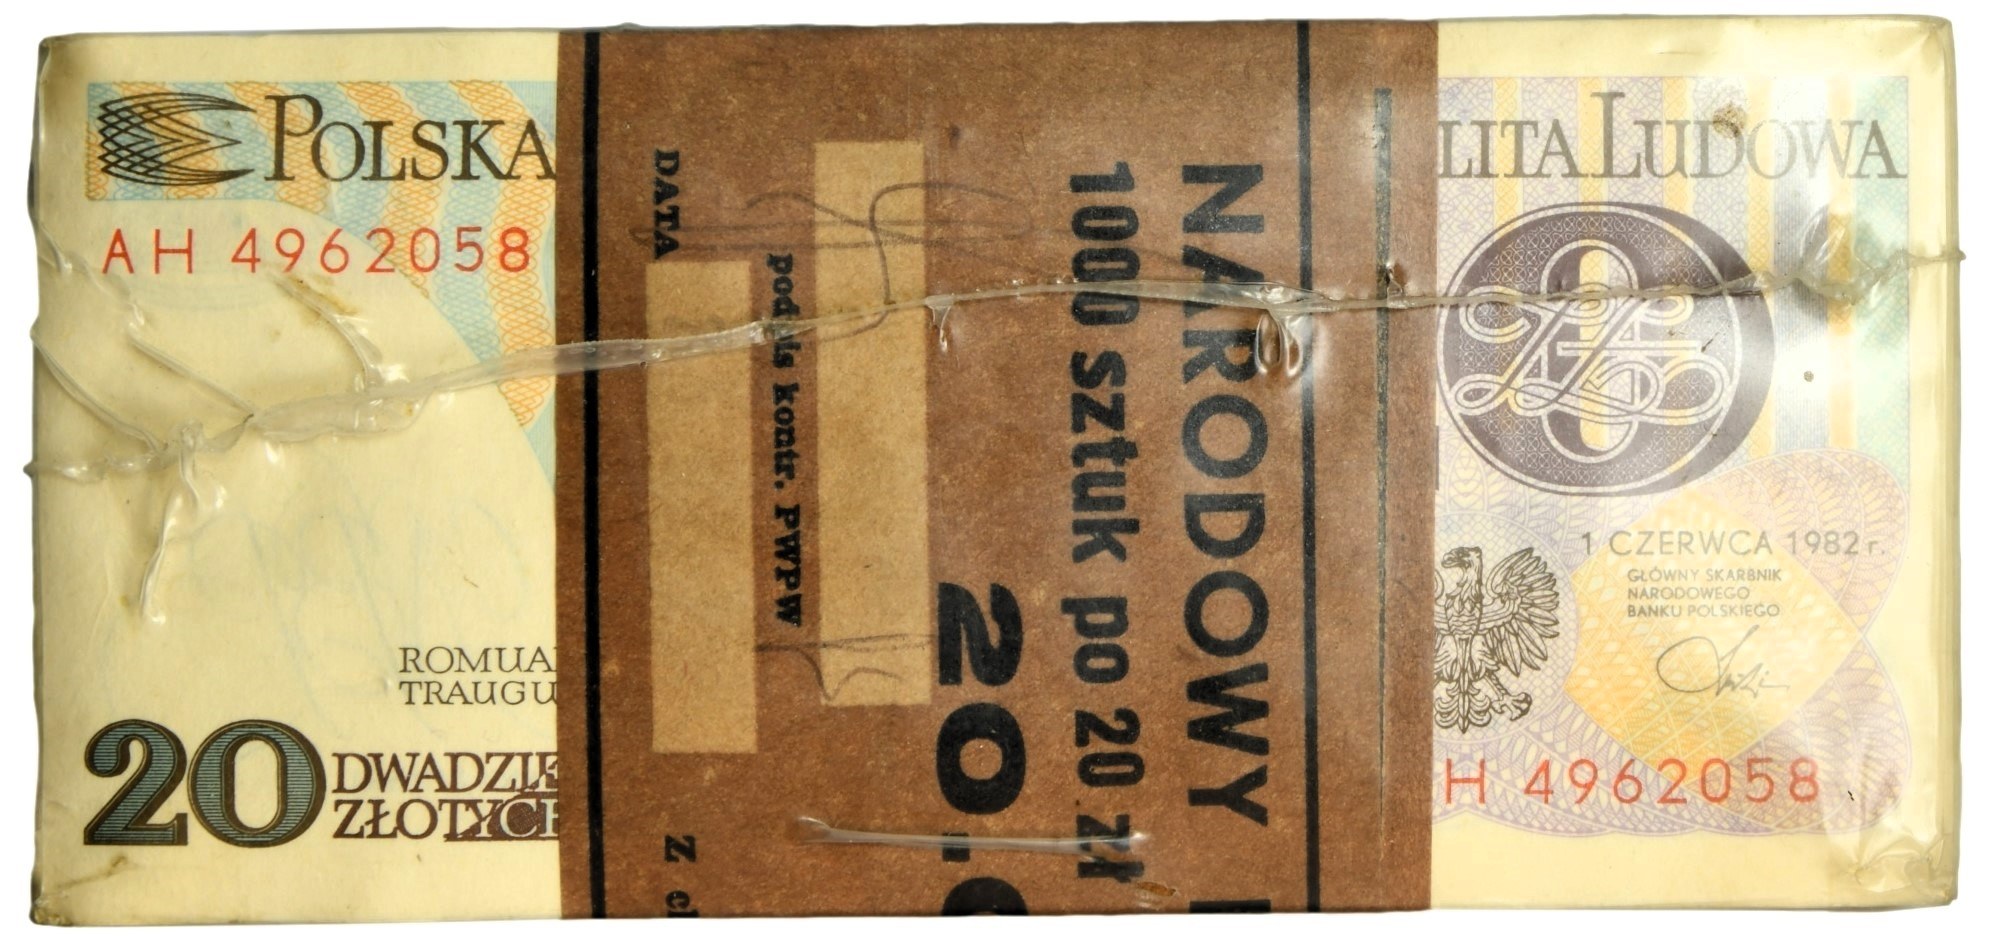 POLSKA
AH 4962058
ROMUA
TRAUGU
20 DWADZIE
ZŁOTYCH
DATA
podpis kontr. PWPW
Z
20.
1000 sztuk po 20 zł
NARODOWY
LITA LUDOWA
1 CZERWCA 1982 r.
GŁÓWNY SKARBNIK
NARODOWEGO
BANKU POLSKIEGO
H 4962058